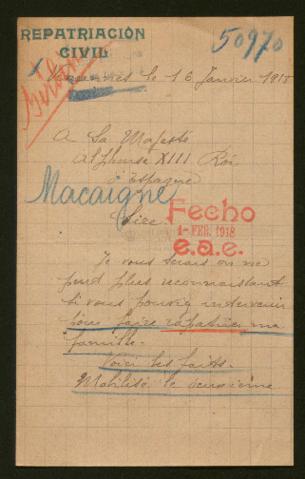 REPATRIACIÓN
CIVIL
50970
le 16 Janvier 1918
A Sa Majesté
Alphonse XIII Roi
d'Espagne
Macaigne
Sire
Fecho
1-FEB. 1918
e.a.e.
Je vous serais on ne
peut plus reconnaissant
si vous pouviez intervenir
pour faire rapatrier ma
famille.
Voici les faits.
Mobilisé le deuxième